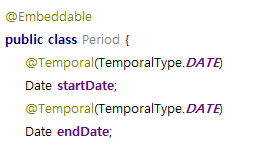 @Embeddable
public class Period {
@Temporal(TemporalType.DATE)
Date startDate;
@Temporal(TemporalType.DATE)
Date endDate;